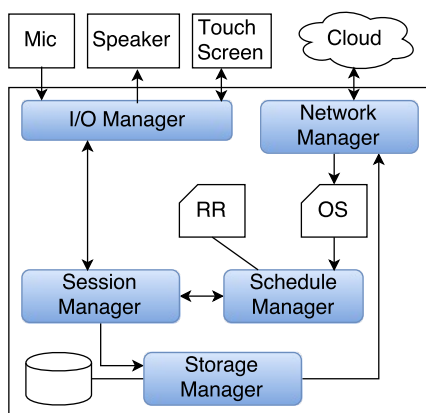 Mic
Speaker
Touch
Screen
Cloud
I/O Manager
Network
Manager
RR
OS
Session
Manager
Schedule
Manager
Storage
Manager